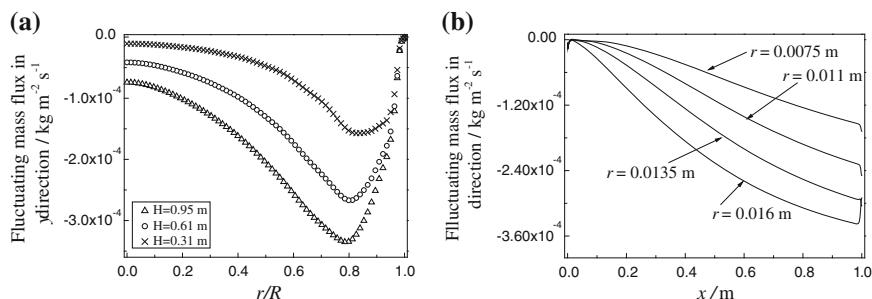 (a)
Fluctuating mass flux in
ydirection / kg m⁻² s⁻¹
0.0
-1.0x10⁻⁴
-2.0x10⁻⁴
-3.0x10⁻⁴
H=0.95 m
H=0.61 m
H=0.31 m
0.0 0.2 0.4 0.6 0.8 1.0
r/R
(b)
Flluctuating mass flux in
direction / kg m⁻² s⁻¹
0.00
-1.20x10⁻⁴
-2.40x10⁻⁴
-3.60x10⁻⁴
r = 0.0075 m
r = 0.011 m
r = 0.0135 m
r = 0.016 m
0.0 0.2 0.4 0.6 0.8 1.0
x / m